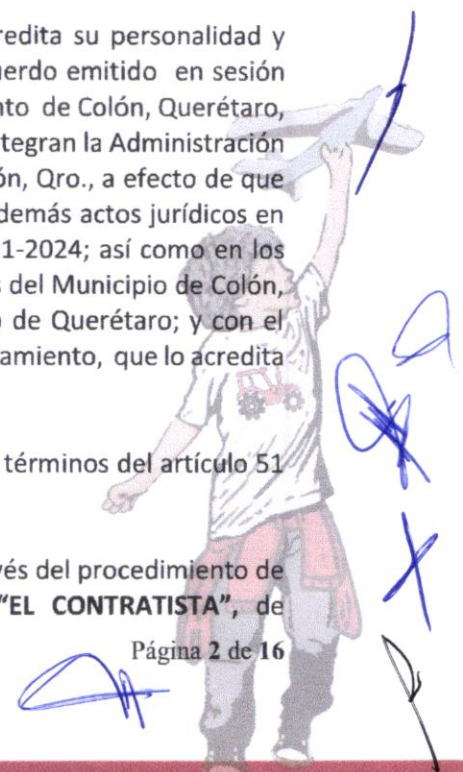 redita su personalidad y
uerdo emitido en sesión
nto de Colón, Querétaro,
tegran la Administración
ón, Qro., a efecto de que
demás actos jurídicos en
1-2024; así como en los
s del Municipio de Colón,
o de Querétaro; y con el
amiento, que lo acredita
términos del artículo 51
vés del procedimiento de
"EL CONTRATISTA", de
Página 2 de 16